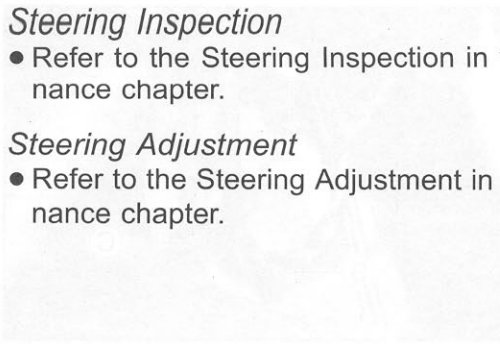 Steering Inspection
● Refer to the Steering Inspection in
nance chapter.
Steering Adjustment
● Refer to the Steering Adjustment in
nance chapter.